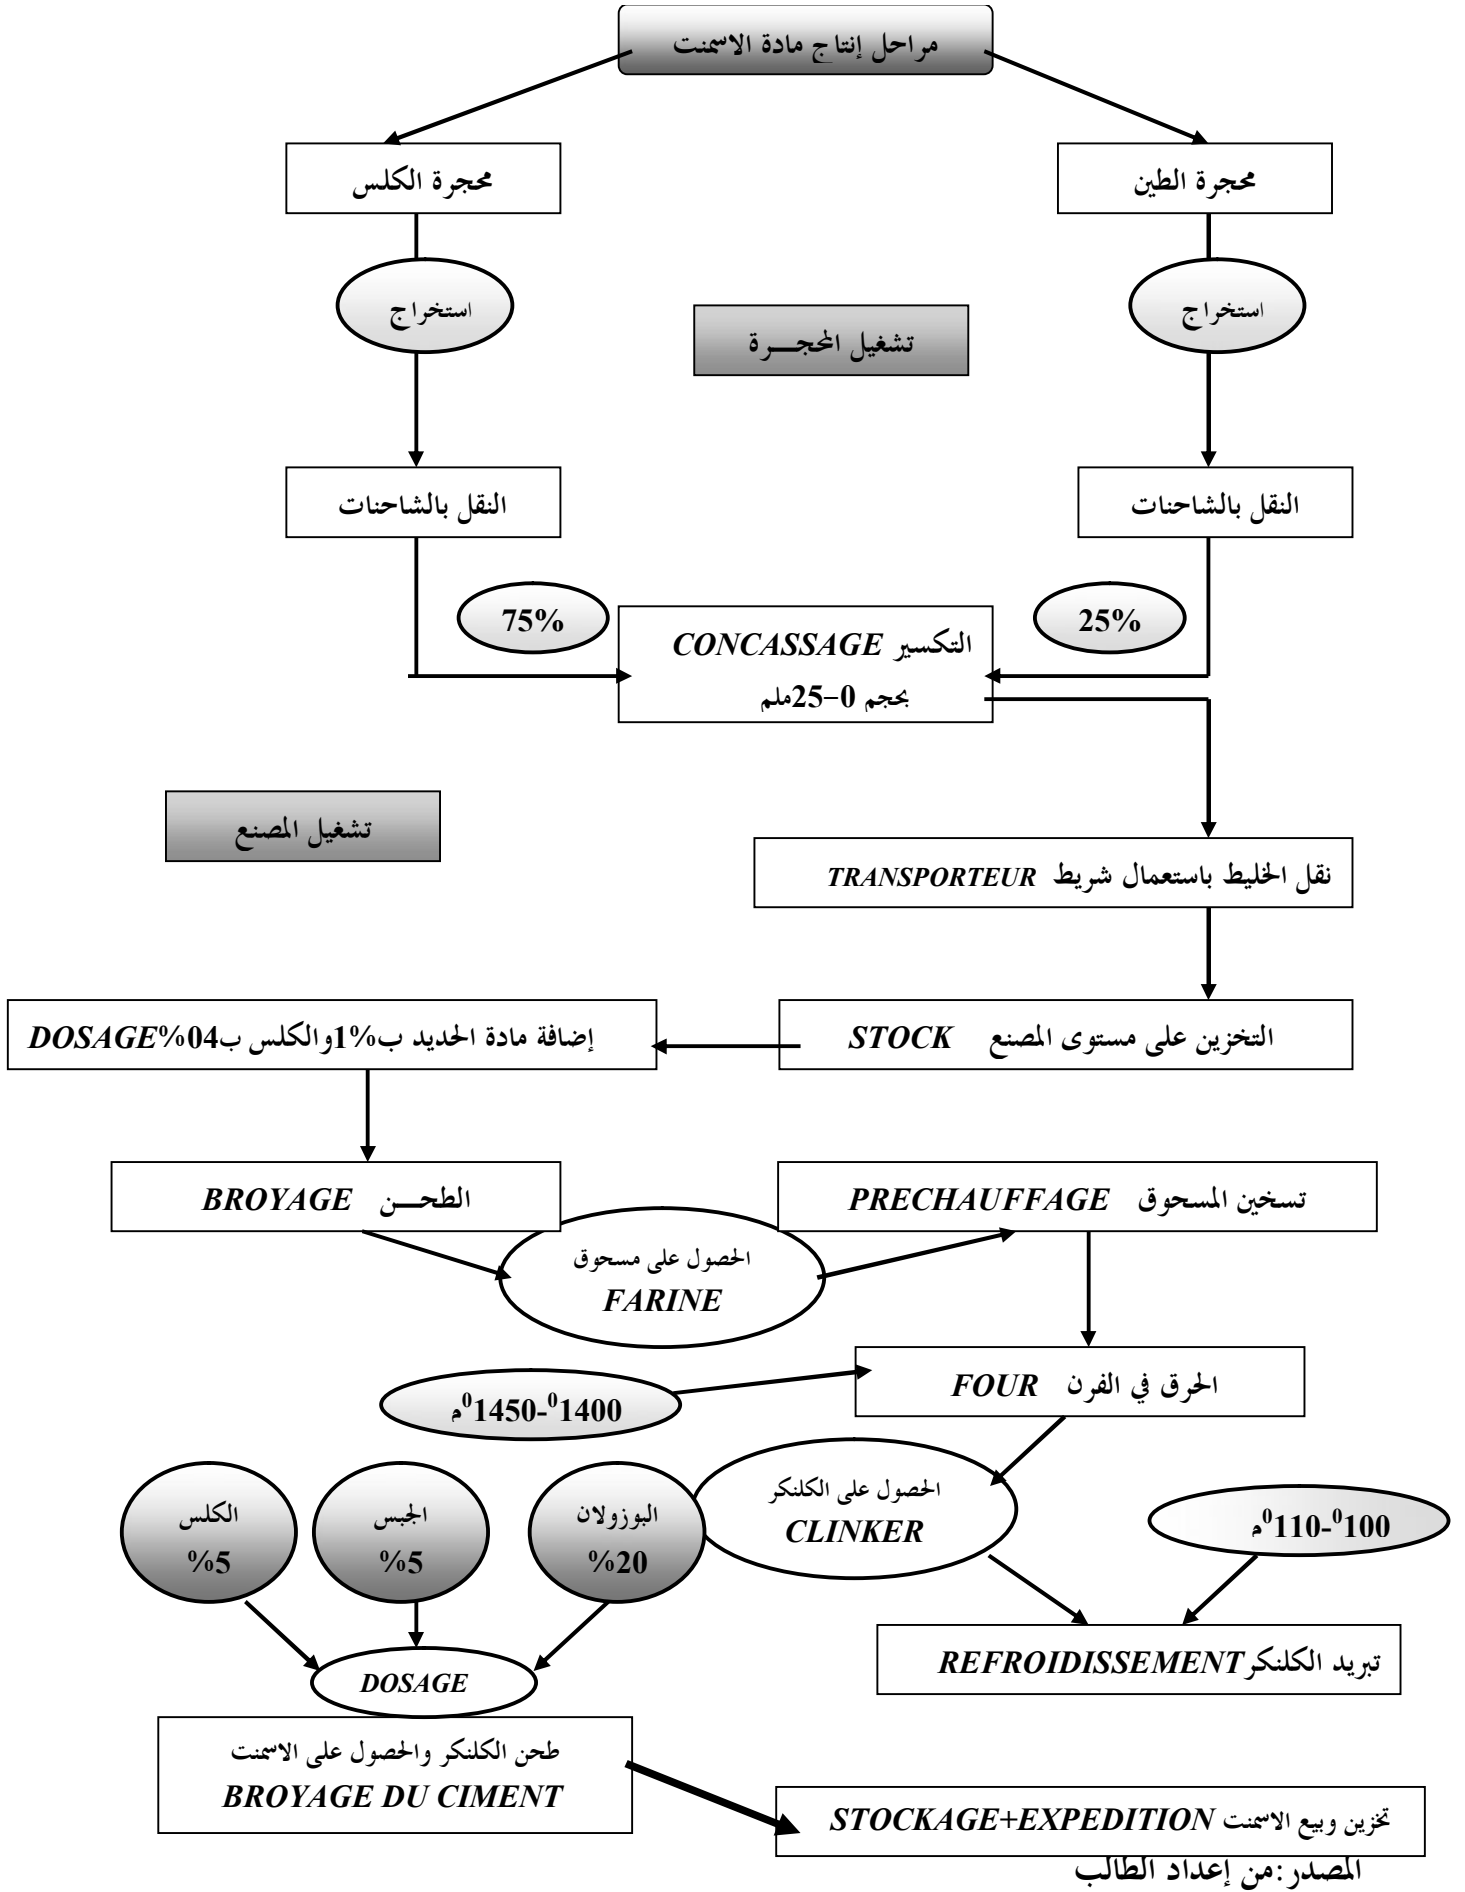 مراحل إنتاج مادة الاسمنت
محجرة الطين
محجرة الكلس
استخراج
استخراج
تشغيل المحجـــرة
النقل بالشاحنات
النقل بالشاحنات
25%
75%
التكسير CONCASSAGE
بحجم 0-25ملم
تشغيل المصنع
نقل الخليط باستعمال شريط TRANSPORTEUR
التخزين على مستوى المصنع STOCK
إضافة مادة الحديد ب1%والكلس ب04%DOSAGE
الطحـــن BROYAGE
تسخين المسحوق PRECHAUFFAGE
الحصول على مسحوق
FARINE
الحرق في الفرن FOUR
1400⁰-1450⁰م
الحصول على الكلنكر
CLINKER
100⁰-110⁰م
البوزولان
20%
الجبس
5%
الكلس
5%
تبريد الكلنكرREFROIDISSEMENT
DOSAGE
طحن الكلنكر والحصول على الاسمنت
BROYAGE DU CIMENT
تخزين وبيع الاسمنت STOCKAGE+EXPEDITION
المصدر:من إعداد الطالب